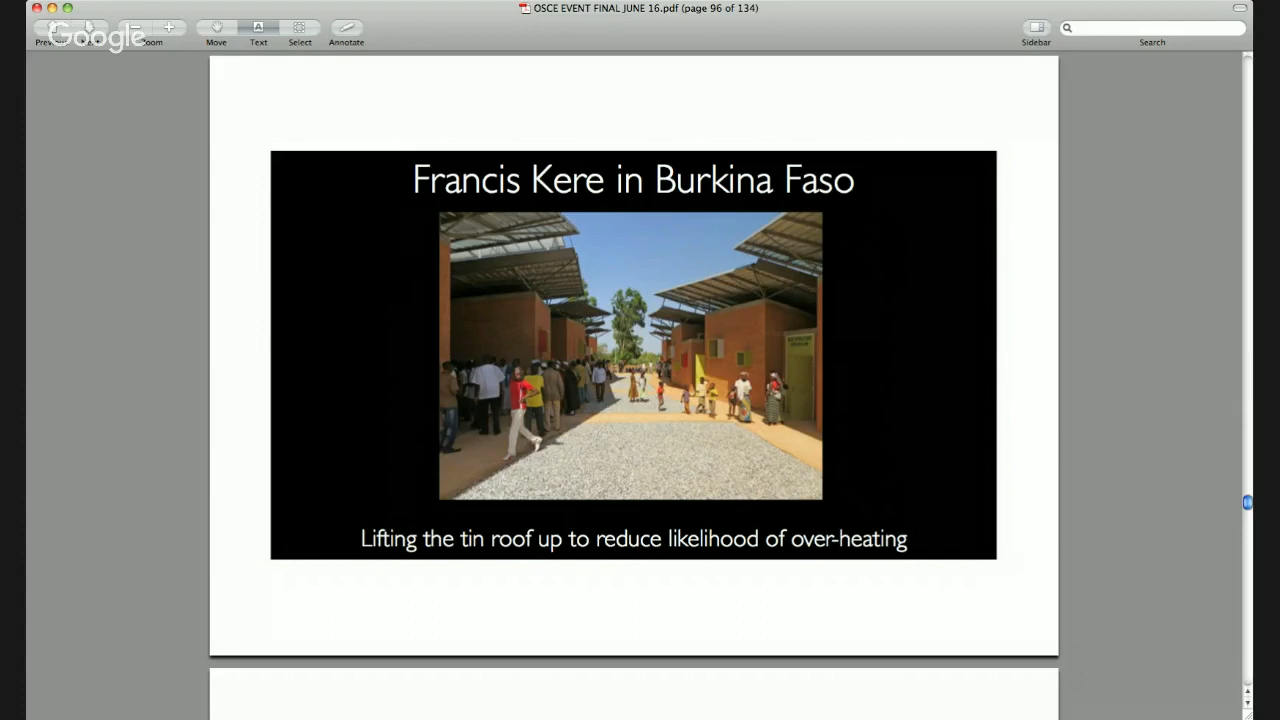 OSCE EVENT FINAL JUNE 16.pdf (page 96 of 134)
Google
Zoom
Move
Text
Select
Annotate
Sidebar
Search
Francis Kere in Burkina Faso
Lifting the tin roof up to reduce likelihood of over-heating